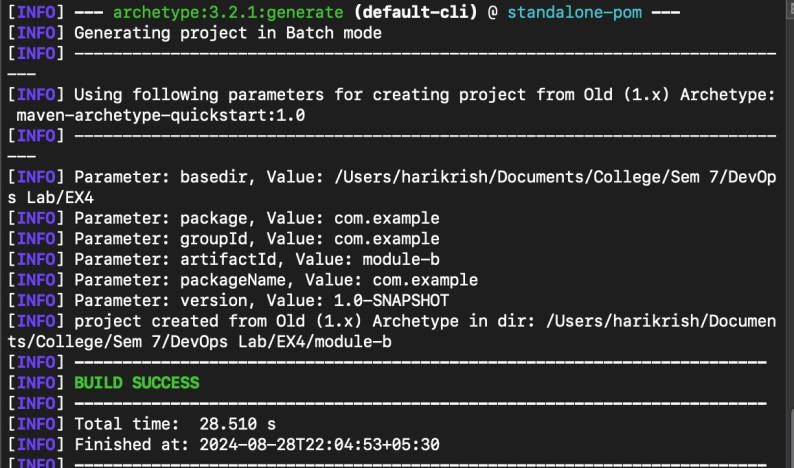 [INFO] --- archetype:3.2.1:generate (default-cli) @ standalone-pom ---
[INFO] Generating project in Batch mode
[INFO] -------------------------------------------------------------------------
---
[INFO] Using following parameters for creating project from Old (1.x) Archetype:
 maven-archetype-quickstart:1.0
[INFO] -------------------------------------------------------------------------
---
[INFO] Parameter: basedir, Value: /Users/harikrish/Documents/College/Sem 7/DevOp
s Lab/EX4
[INFO] Parameter: package, Value: com.example
[INFO] Parameter: groupId, Value: com.example
[INFO] Parameter: artifactId, Value: module-b
[INFO] Parameter: packageName, Value: com.example
[INFO] Parameter: version, Value: 1.0-SNAPSHOT
[INFO] project created from Old (1.x) Archetype in dir: /Users/harikrish/Documen
ts/College/Sem 7/DevOps Lab/EX4/module-b
[INFO] ------------------------------------------------------------------------
[INFO] BUILD SUCCESS
[INFO] ------------------------------------------------------------------------
[INFO] Total time:  28.510 s
[INFO] Finished at: 2024-08-28T22:04:53+05:30
[INFO] ------------------------------------------------------------------------